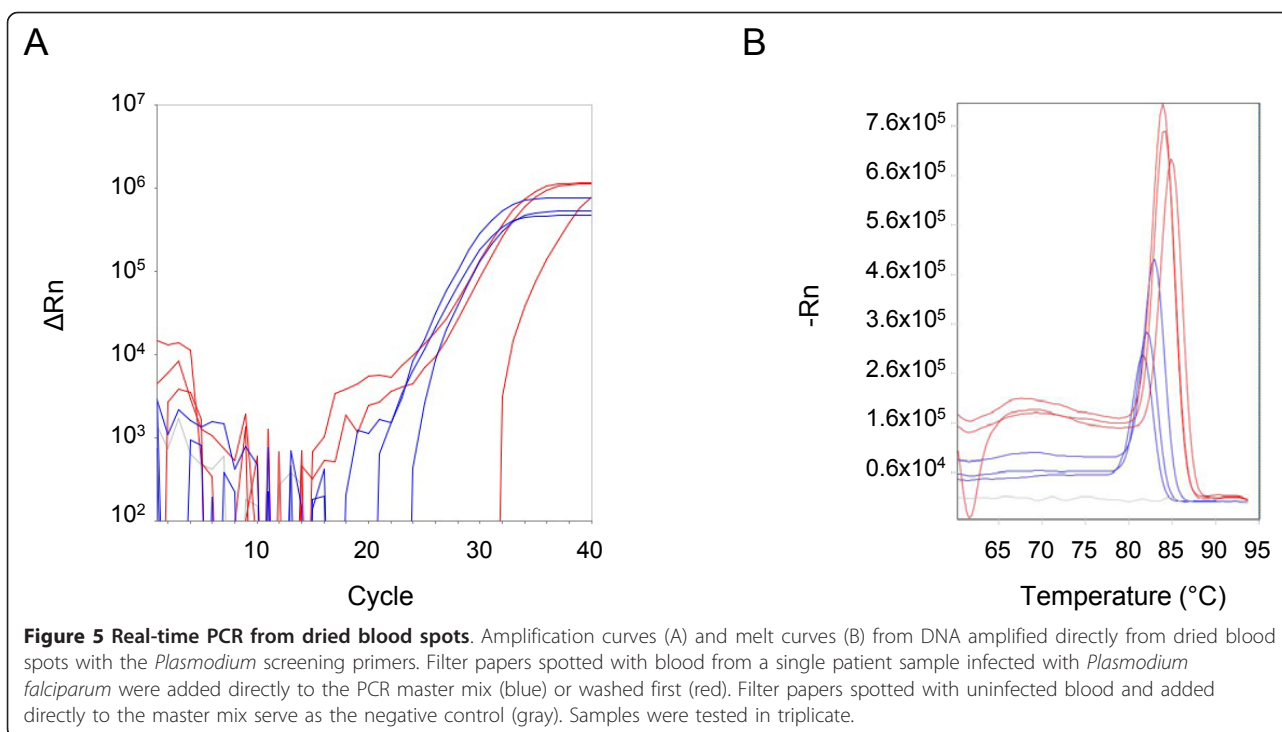 A
B
10⁷
10⁶
10⁵
10⁴
10³
10²
ΔRn
10 20 30 40
Cycle
7.6x10⁵
6.6x10⁵
5.6x10⁵
4.6x10⁵
3.6x10⁵
2.6x10⁵
1.6x10⁵
0.6x10⁴
-Rn
65 70 75 80 85 90 95
Temperature (°C)
Figure 5 Real-time PCR from dried blood spots. Amplification curves (A) and melt curves (B) from DNA amplified directly from dried blood
spots with the Plasmodium screening primers. Filter papers spotted with blood from a single patient sample infected with Plasmodium
falciparum were added directly to the PCR master mix (blue) or washed first (red). Filter papers spotted with uninfected blood and added
directly to the master mix serve as the negative control (gray). Samples were tested in triplicate.